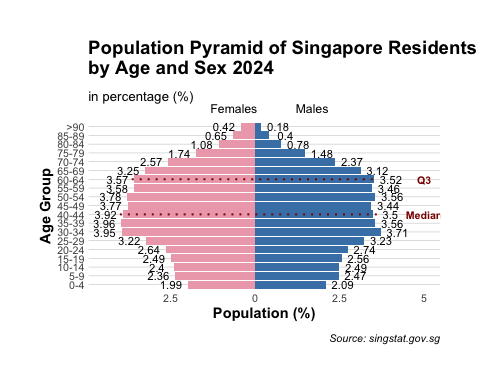 Population Pyramid of Singapore Residents
by Age and Sex 2024
in percentage (%)
Females Males
>90 0.42 0.18
85-89 0.65 0.4
80-84 1.08 0.78
75-79 1.74 1.48
70-74 2.57 2.37
65-69 3.25 3.12
60-64 3.57 3.52 Q3
55-59 3.58 3.46
50-54 3.78 3.56
45-49 3.77 3.44
40-44 3.92 3.5 Median
35-39 3.96 3.56
30-34 3.95 3.71
25-29 3.22 3.23
20-24 2.64 2.74
15-19 2.49 2.56
10-14 2.4 2.49
5-9 2.36 2.47
0-4 1.99 2.09
Age Group
2.5 0 2.5 5
Population (%)
Source: singstat.gov.sg